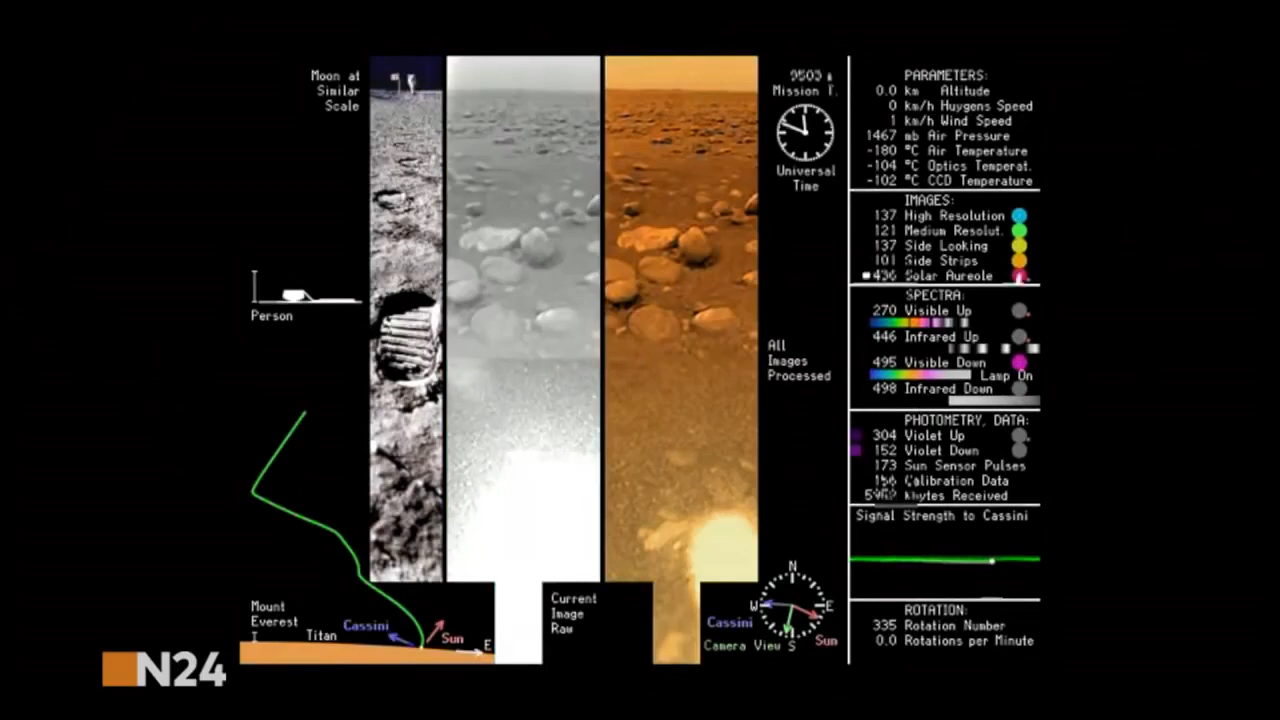 Moon at
Similar
Scale
Person
Mount
Everest
Titan
Cassini
Sun
E
N24
Mission T.
Universal
Time
All
Images
Processed
Current
Image
Raw
N
W
E
S
Cassini
Camera View
Sun
PARAMETERS:
0.0 km Altitude
0 km/h Huygens Speed
1 km/h Wind Speed
1467 mb Air Pressure
-180 °C Air Temperature
-104 °C Optics Temperat.
-102 °C CCD Temperature
IMAGES:
137 High Resolution
121 Medium Resolut.
137 Side Looking
101 Side Strips
436 Solar Aureole
SPECTRA:
270 Visible Up
446 Infrared Up
495 Visible Down
Lamp On
498 Infrared Down
PHOTOMETRY, DATA:
304 Violet Up
152 Violet Down
173 Sun Sensor Pulses
156 Calibration Data
Kbytes Received
Signal Strength to Cassini
ROTATION:
335 Rotation Number
0.0 Rotations per Minute